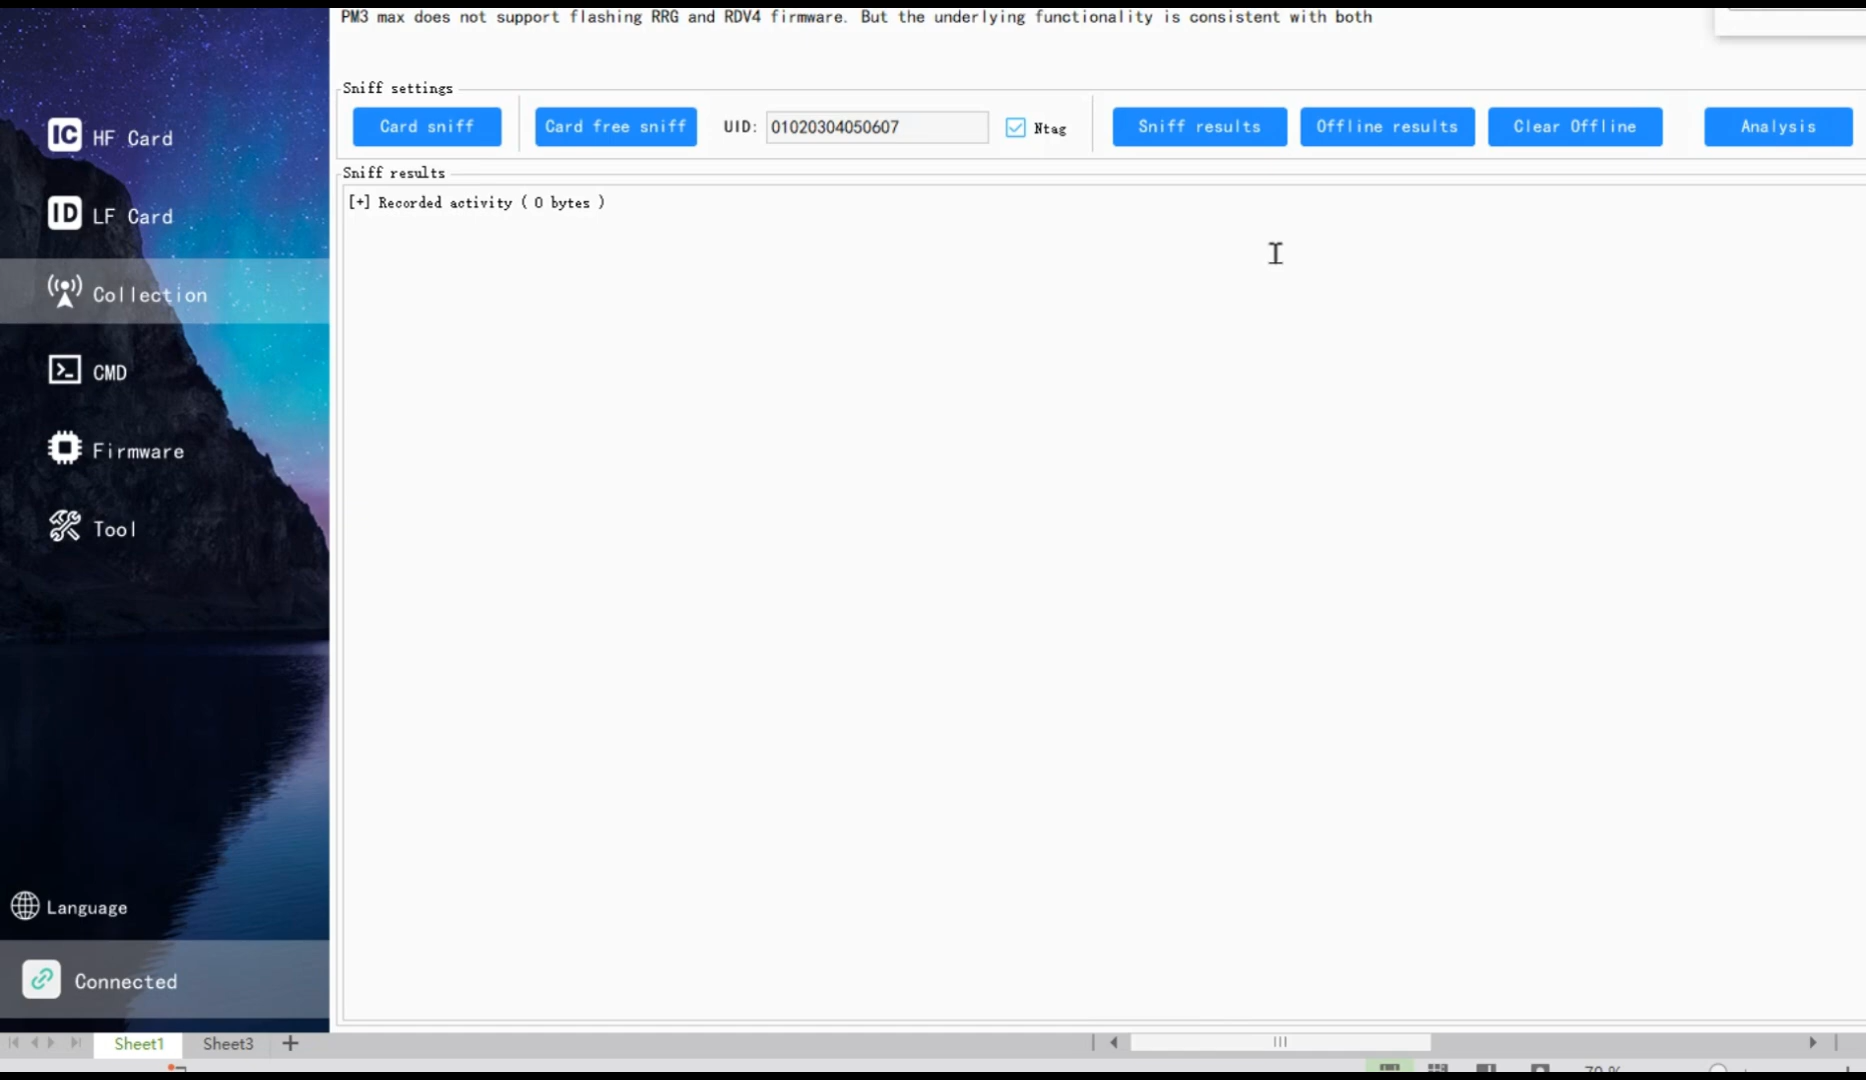 PM3 max does not support flashing RRG and RDV4 firmware. But the underlying functionality is consistent with both
Sniff settings
Card sniff
Card free sniff
UID:
01020304050607
Ntag
Sniff results
Offline results
Clear Offline
Analysis
Sniff results
[+] Recorded activity ( 0 bytes )
IC HF Card
ID LF Card
Collection
CMD
Firmware
Tool
Language
Connected
Sheet1
Sheet3